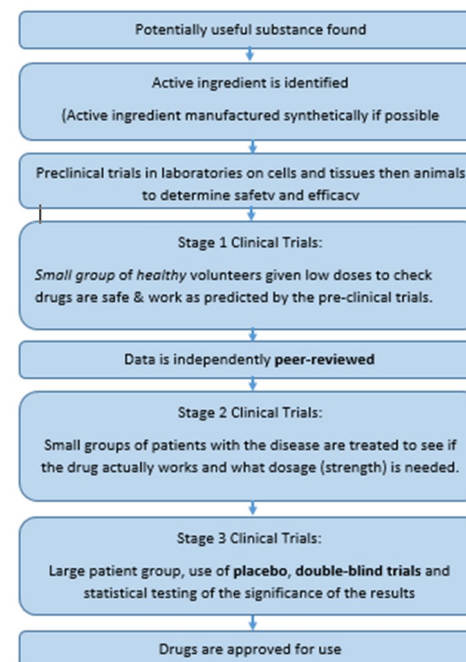 Potentially useful substance found
Active ingredient is identified
(Active ingredient manufactured synthetically if possible
Preclinical trials in laboratories on cells and tissues then animals
to determine safety and efficacy
Stage 1 Clinical Trials:
Small group of healthy volunteers given low doses to check
drugs are safe & work as predicted by the pre-clinical trials.
Data is independently peer-reviewed
Stage 2 Clinical Trials:
Small groups of patients with the disease are treated to see if
the drug actually works and what dosage (strength) is needed.
Stage 3 Clinical Trials:
Large patient group, use of placebo, double-blind trials and
statistical testing of the significance of the results
Drugs are approved for use